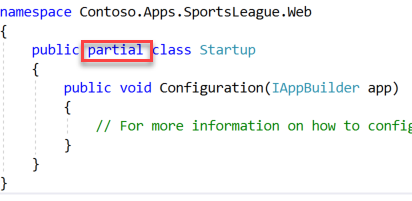 namespace Contoso.Apps.SportsLeague.Web
{
public partial class Startup
{
public void Configuration(IAppBuilder app)
{
// For more information on how to config
}
}
}